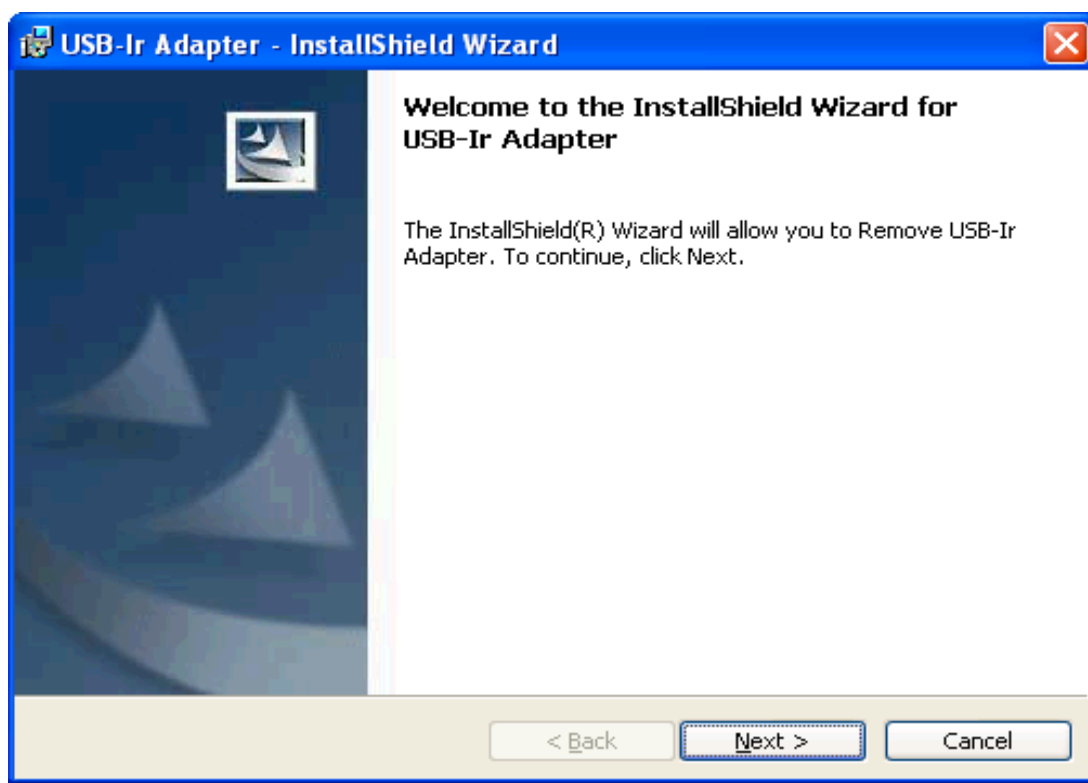 USB-Ir Adapter - InstallShield Wizard
Welcome to the InstallShield Wizard for
USB-Ir Adapter
The InstallShield(R) Wizard will allow you to Remove USB-Ir
Adapter. To continue, click Next.
< Back
Next >
Cancel